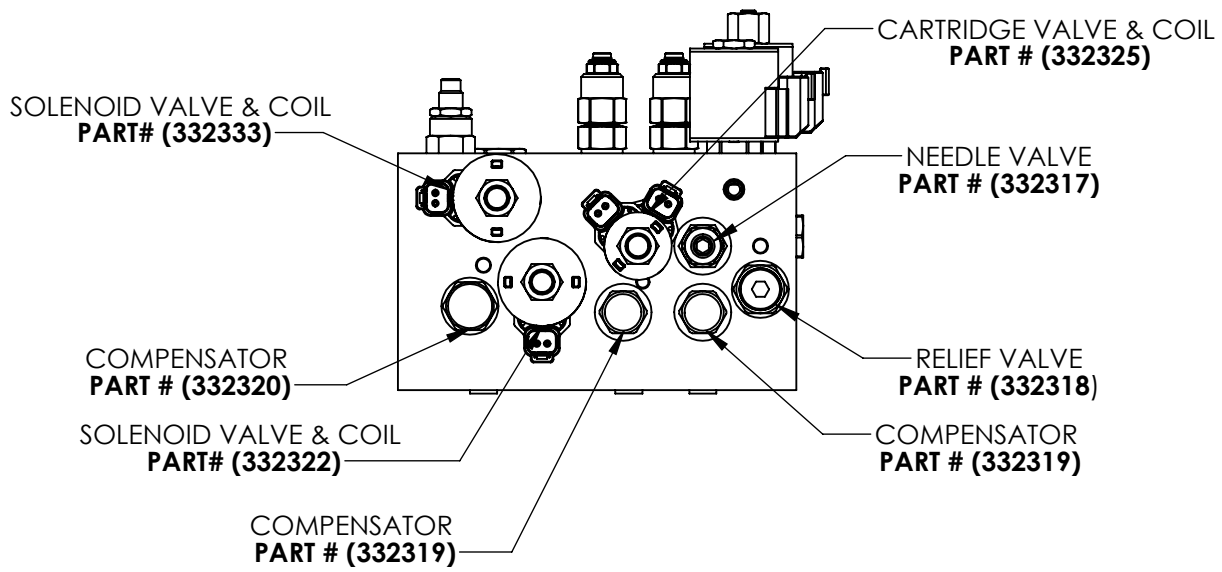 CARTRIDGE VALVE & COIL
PART # (332325)
SOLENOID VALVE & COIL
PART# (332333)
NEEDLE VALVE
PART # (332317)
COMPENSATOR
PART # (332320)
RELIEF VALVE
PART # (332318)
SOLENOID VALVE & COIL
PART# (332322)
COMPENSATOR
PART # (332319)
COMPENSATOR
PART # (332319)